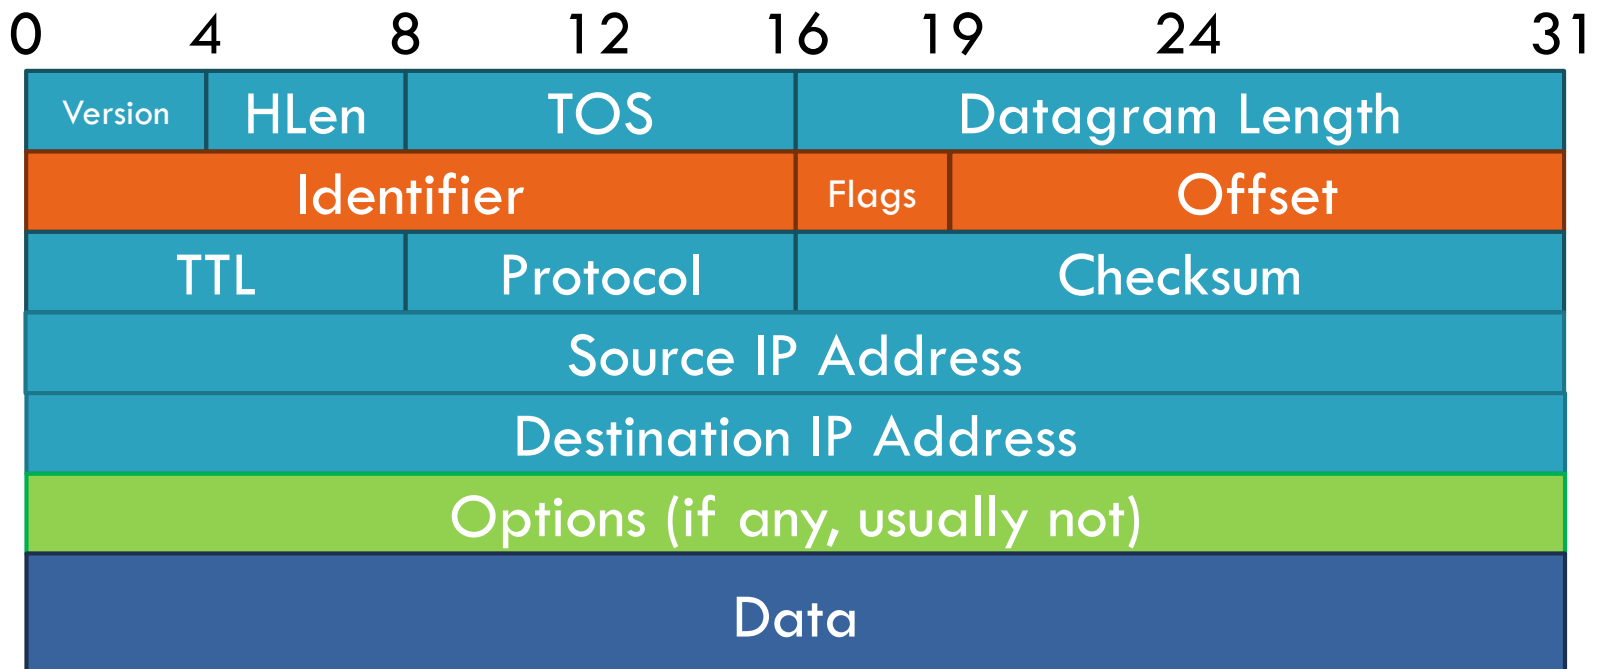 0 4 8 12 16 19 24 31
Version HLen TOS Datagram Length
Identifier Flags Offset
TTL Protocol Checksum
Source IP Address
Destination IP Address
Options (if any, usually not)
Data